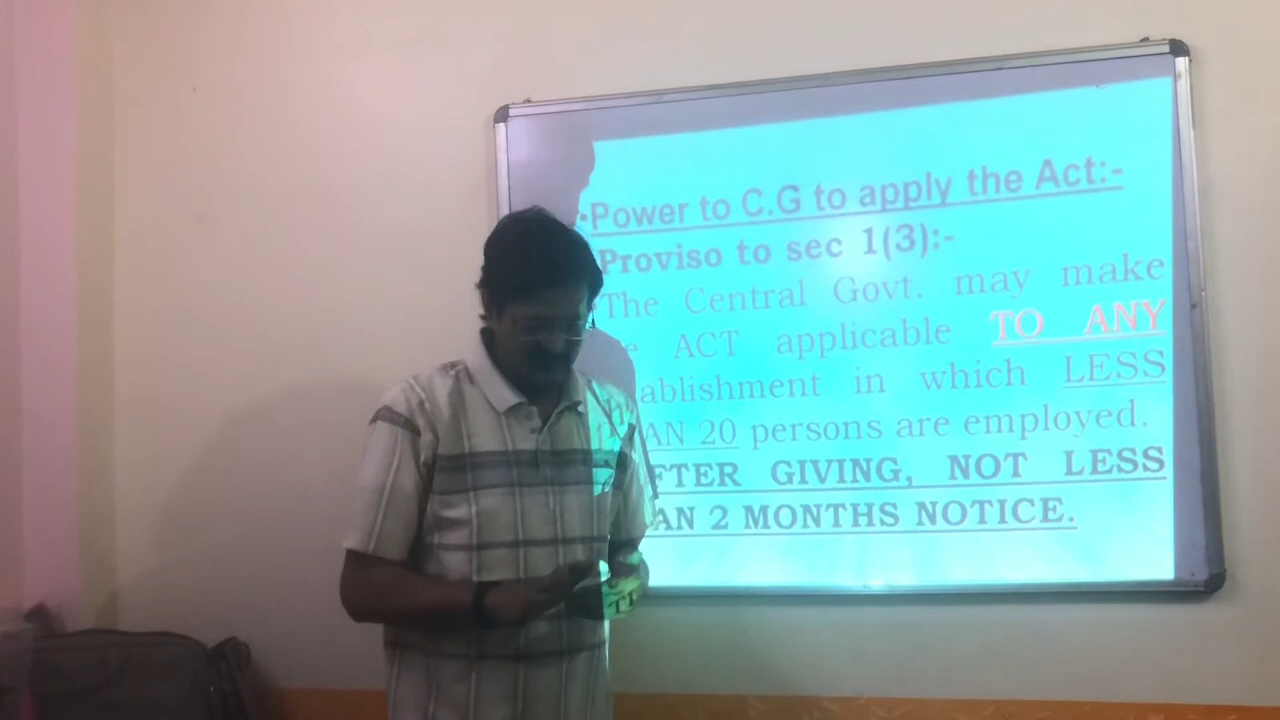 •Power to C.G to apply the Act:-
Proviso to sec 1(3):-
The Central Govt. may make
ACT applicable TO ANY
ablishment in which LESS
AN 20 persons are employed.
FTER GIVING, NOT LESS
AN 2 MONTHS NOTICE.